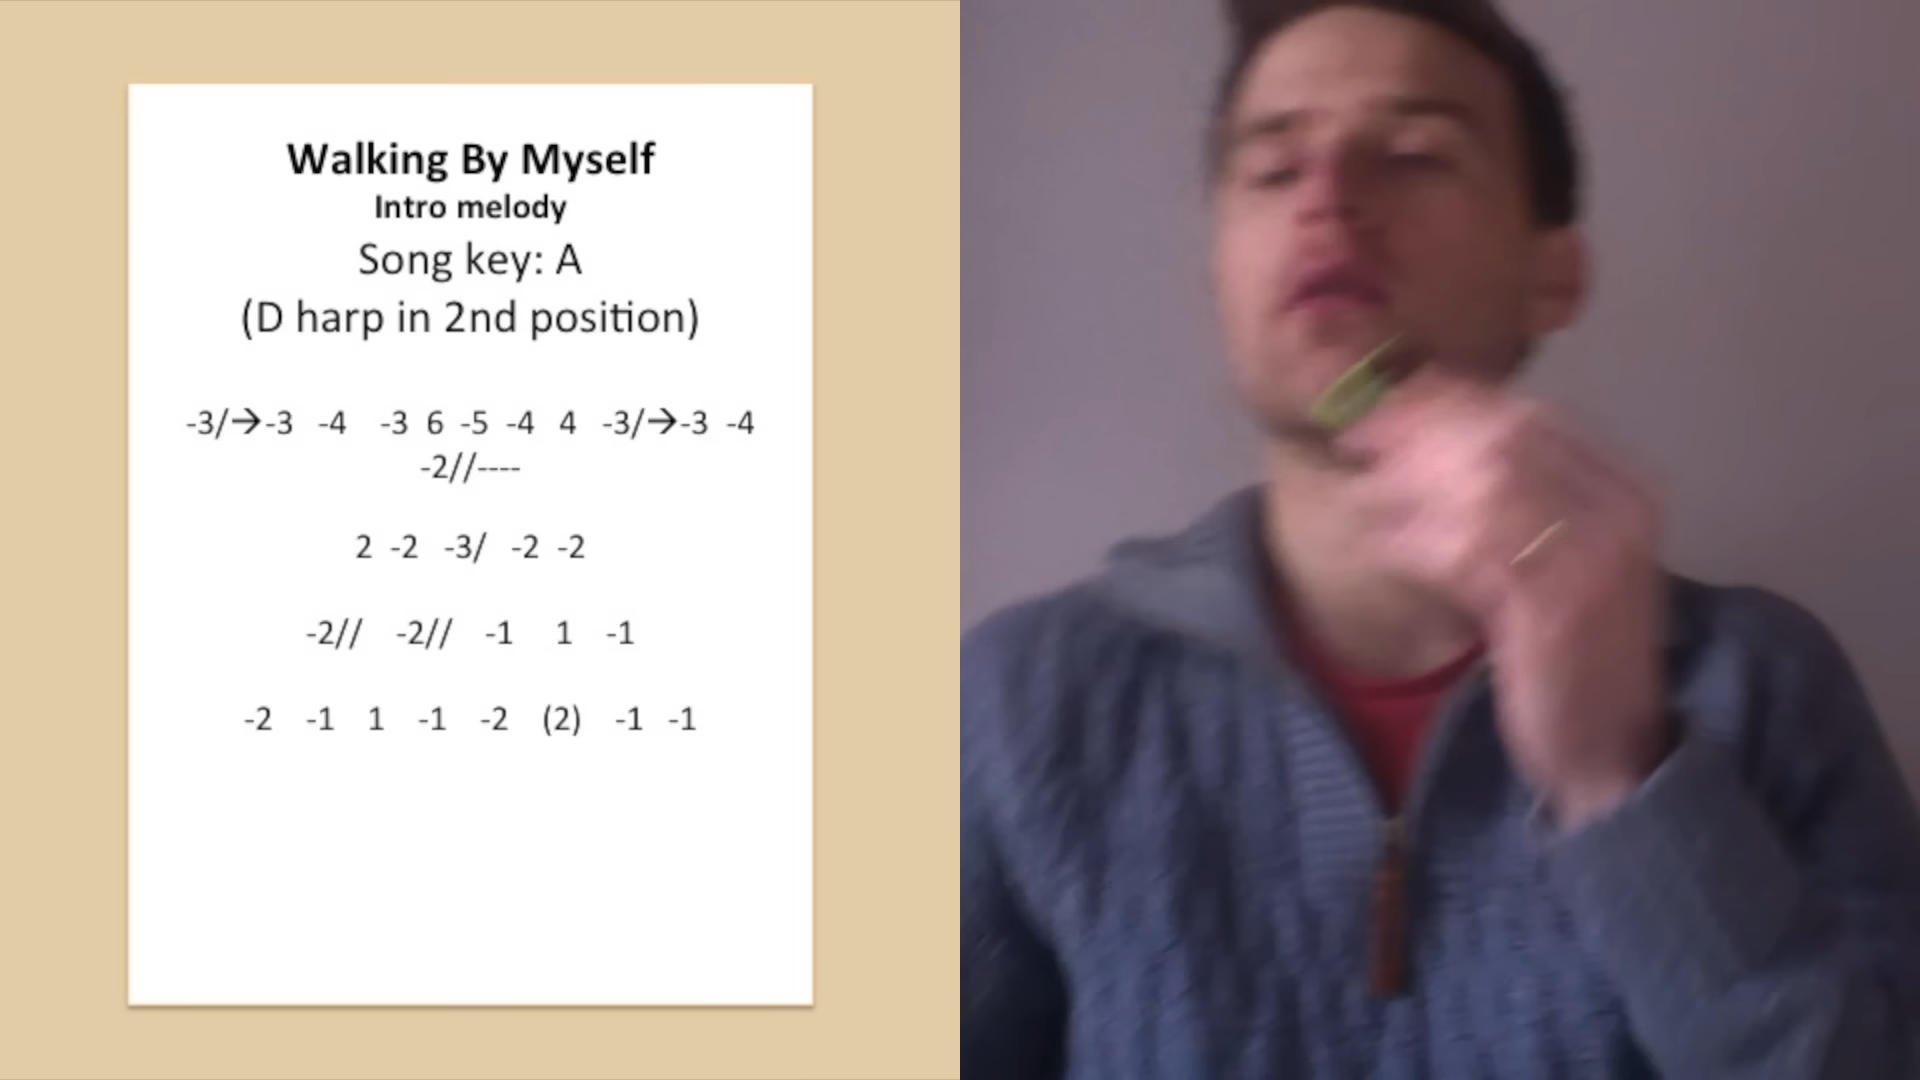 Walking By Myself
Intro melody
Song key: A
(D harp in 2nd position)
-3/→-3 -4 -3 6 -5 -4 4 -3/→-3 -4
-2//----
2 -2 -3/ -2 -2
-2// -2// -1 1 -1
-2 -1 1 -1 -2 (2) -1 -1